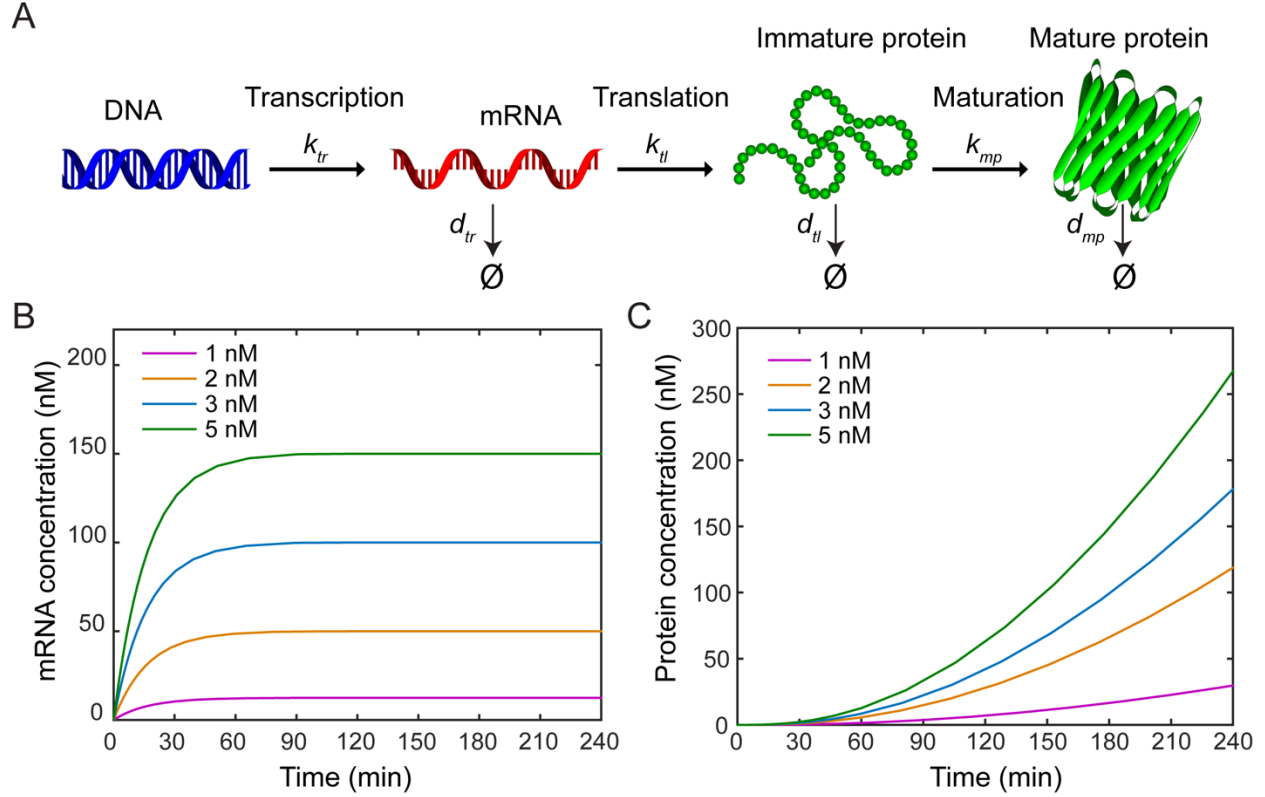 A
Immature protein
Mature protein
DNA
Transcription
mRNA
Translation
Maturation
k_tr
k_tl
k_mp
d_tr
d_tl
d_mp
Ø
Ø
Ø
B
mRNA concentration (nM)
200
150
100
50
0
1 nM
2 nM
3 nM
5 nM
0 30 60 90 120 150 180 210 240
Time (min)
C
Protein concentration (nM)
300
250
200
150
100
50
0
1 nM
2 nM
3 nM
5 nM
0 30 60 90 120 150 180 210 240
Time (min)